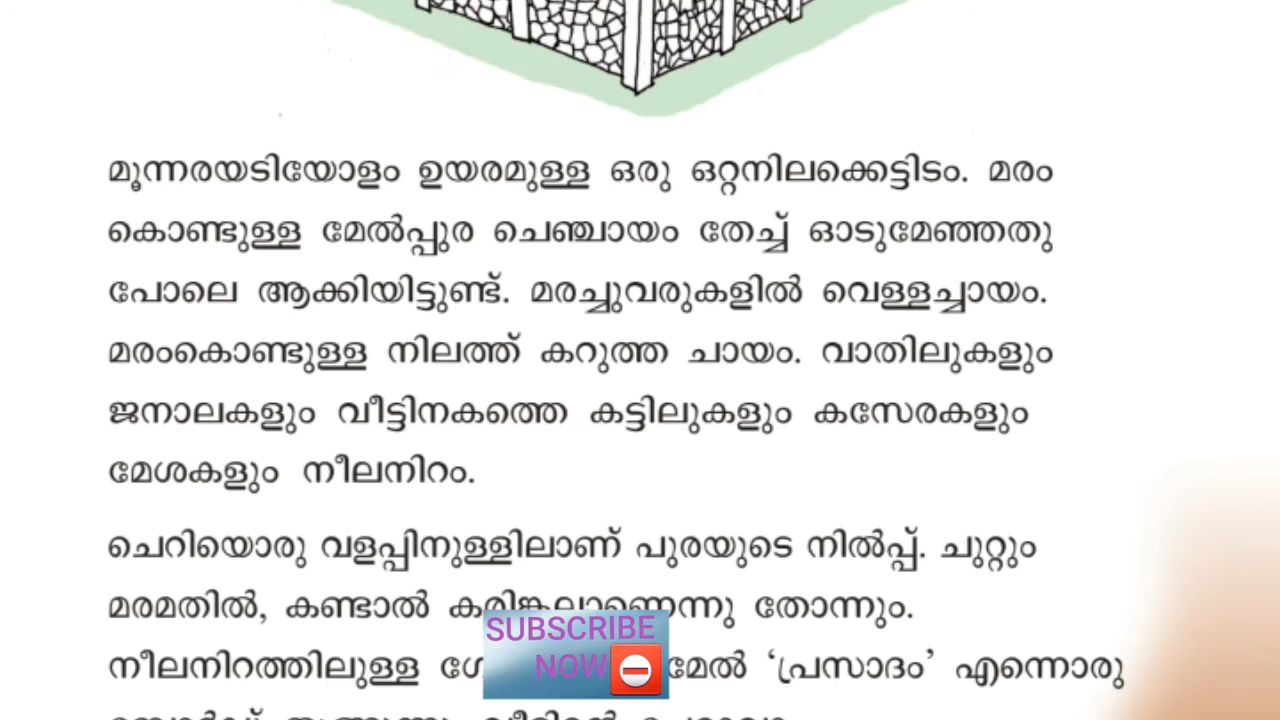 മൂന്നരയടിയോളം ഉയരമുള്ള ഒരു ഒറ്റനിലക്കെട്ടിടം. മരം
കൊണ്ടുള്ള മേൽപ്പുര ചെഞ്ചായം തേച്ച് ഓടുമേഞ്ഞതു
പോലെ ആക്കിയിട്ടുണ്ട്. മരച്ചുവരുകളിൽ വെള്ളച്ചായം.
മരംകൊണ്ടുള്ള നിലത്ത് കറുത്ത ചായം. വാതിലുകളും
ജനാലകളും വീട്ടിനകത്തെ കട്ടിലുകളും കസേരകളും
മേശകളും നീലനിറം.
ചെറിയൊരു വളപ്പിനുള്ളിലാണ് പുരയുടെ നിൽപ്പ്. ചുറ്റും
മരമതിൽ, കണ്ടാൽ കരിങ്കലാണെന്നു തോന്നും.
നീലനിറത്തിലുള്ള മേൽ ‘പ്രസാദം’ എന്നൊരു
SUBSCRIBE
NOW